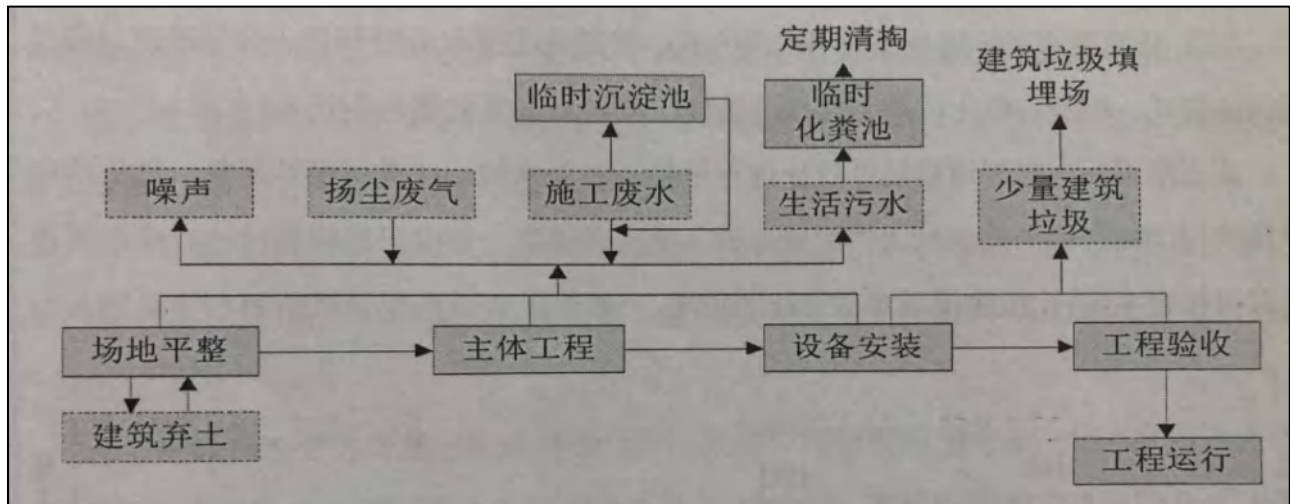 定期清掏
建筑垃圾填
埋场
临时沉淀池
临时
化粪池
噪声
扬尘废气
施工废水
生活污水
少量建筑
垃圾
场地平整
主体工程
设备安装
工程验收
建筑弃土
工程运行